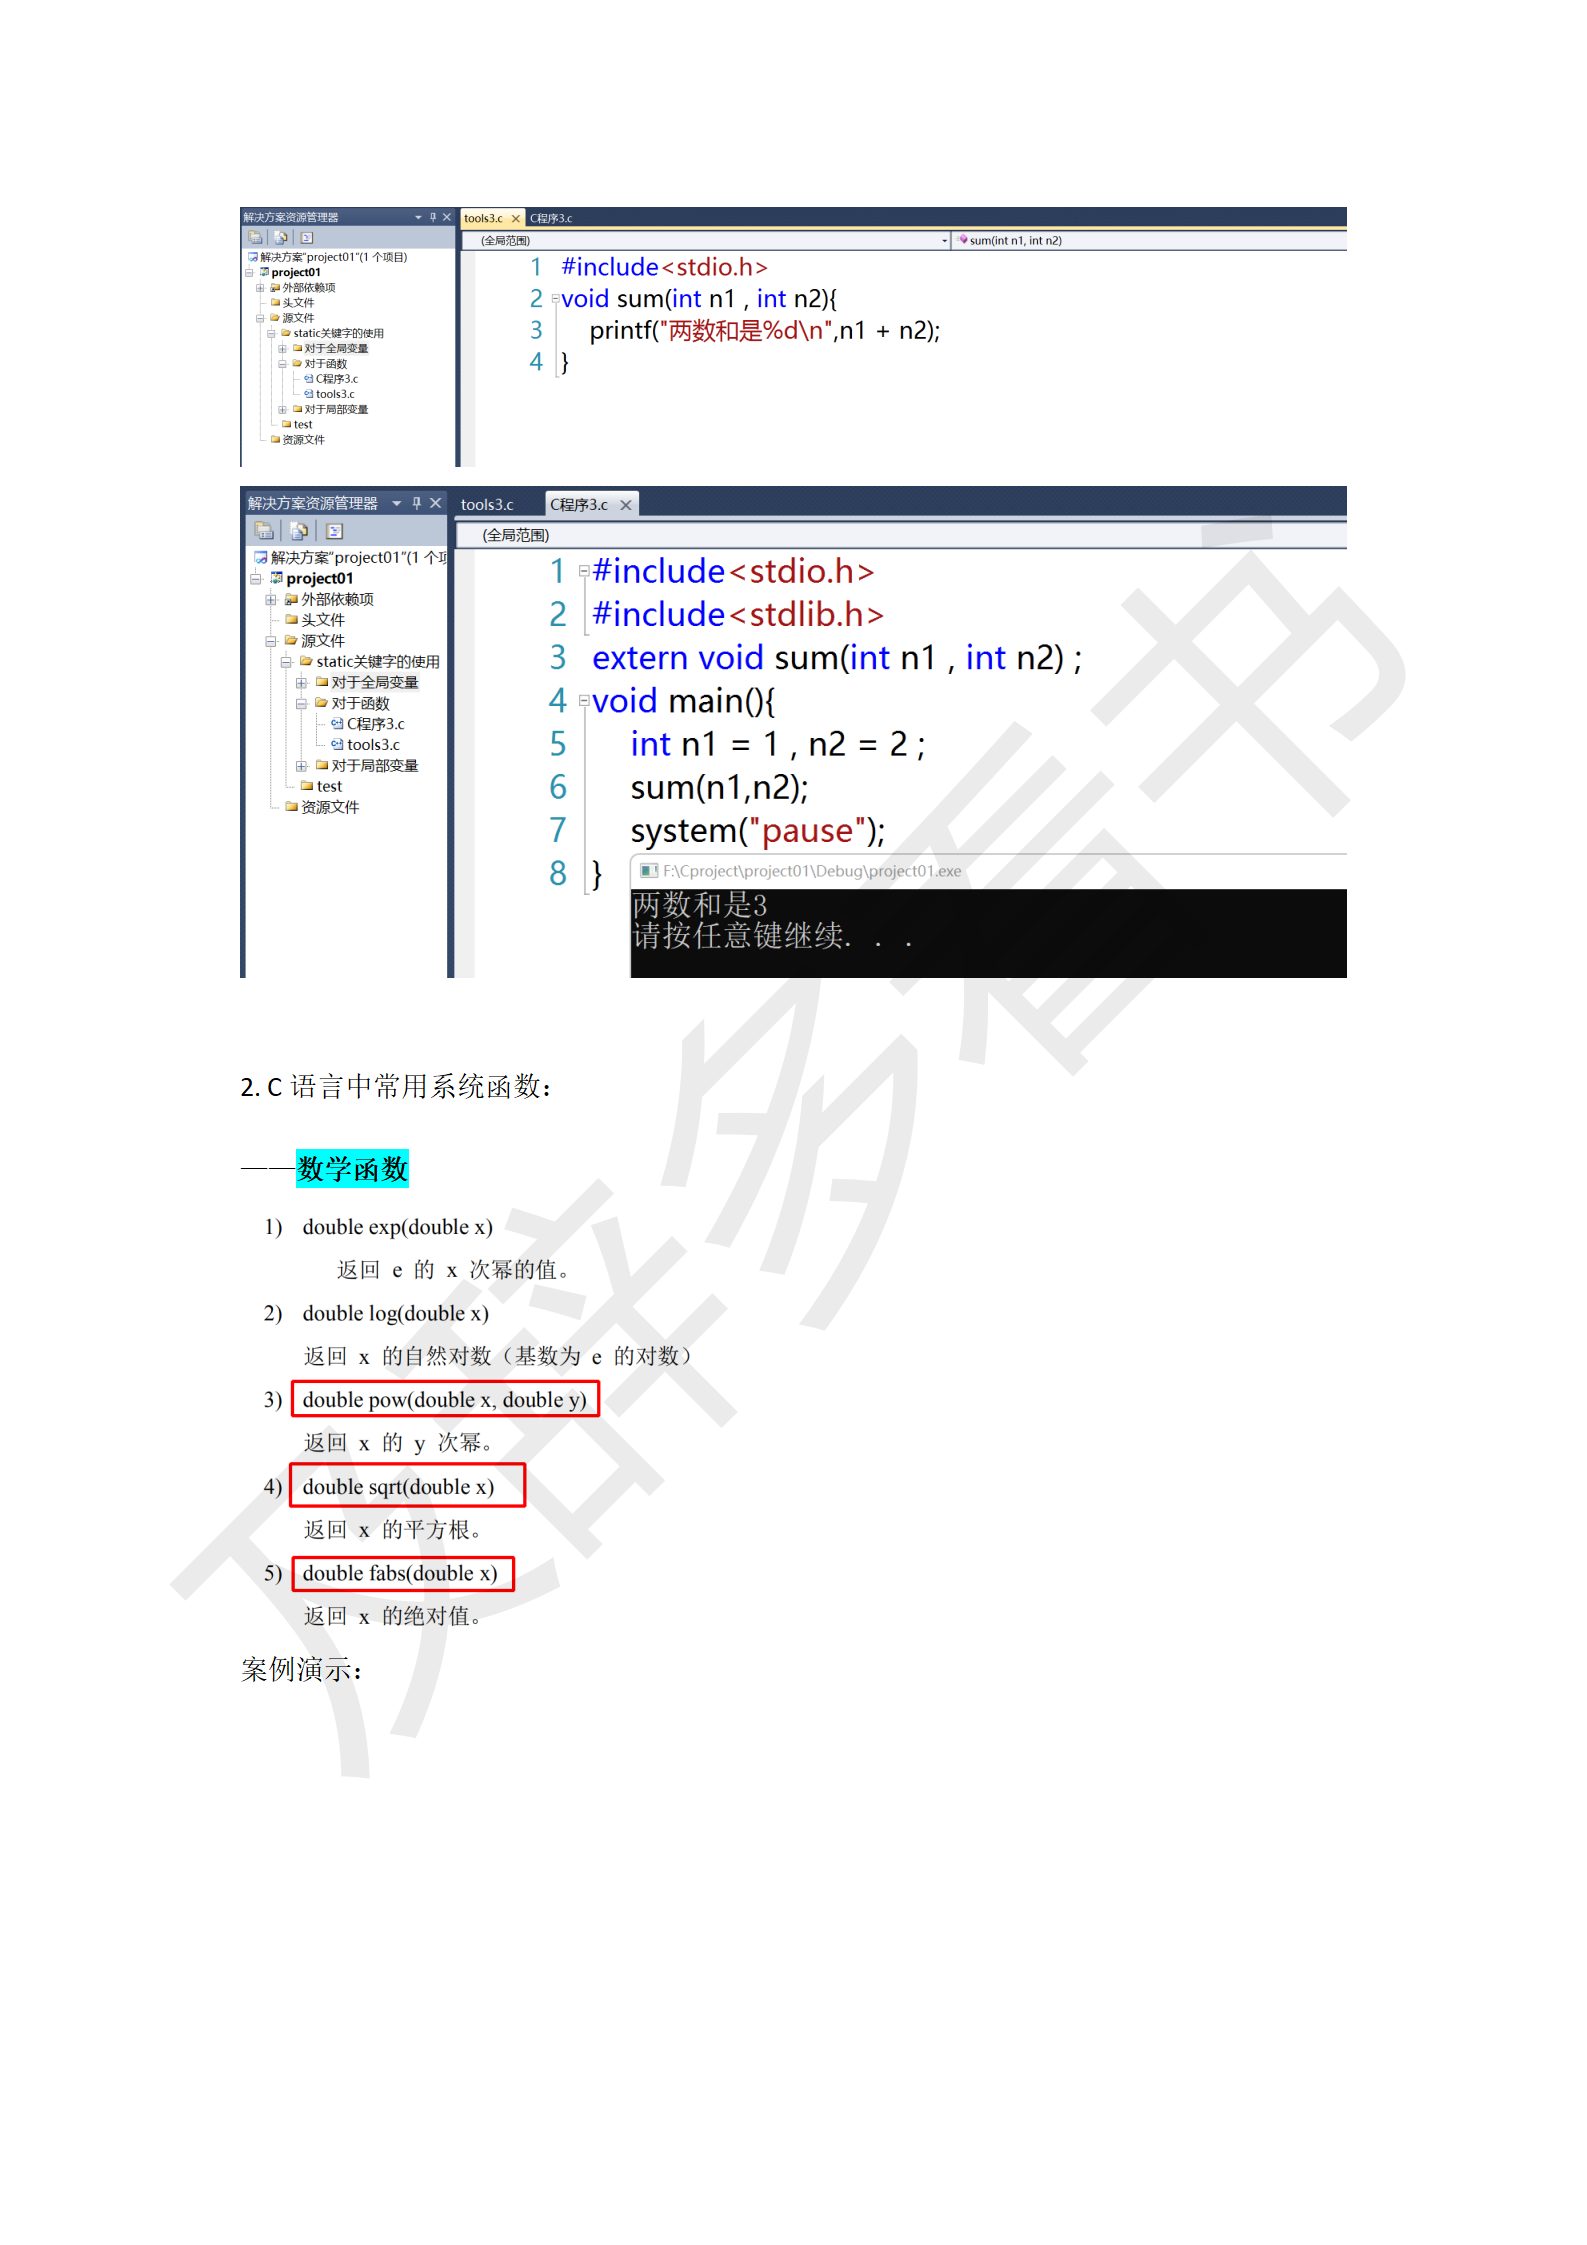 解决方案资源管理器
tools3.c C程序3.c
(全局范围) sum(int n1, int n2)
解决方案"project01"(1 个项目)
project01
外部依赖项
头文件
源文件
static关键字的使用
对于全局变量
对于函数
C程序3.c
tools3.c
对于局部变量
test
资源文件
1 #include<stdio.h>
2 void sum(int n1 , int n2){
3 printf("两数和是%d\n",n1 + n2);
4 }
解决方案资源管理器
tools3.c C程序3.c
(全局范围)
解决方案"project01"(1 个项
project01
外部依赖项
头文件
源文件
static关键字的使用
对于全局变量
对于函数
C程序3.c
tools3.c
对于局部变量
test
资源文件
1 #include<stdio.h>
2 #include<stdlib.h>
3 extern void sum(int n1 , int n2) ;
4 void main(){
5 int n1 = 1 , n2 = 2 ;
6 sum(n1,n2);
7 system("pause");
8 }
F:\Cproject\project01\Debug\project01.exe
两数和是3
请按任意键继续. . .
2. C 语言中常用系统函数：
——数学函数
1) double exp(double x)
返回 e 的 x 次幂的值。
2) double log(double x)
返回 x 的自然对数（基数为 e 的对数）
3) double pow(double x, double y)
返回 x 的 y 次幂。
4) double sqrt(double x)
返回 x 的平方根。
5) double fabs(double x)
返回 x 的绝对值。
案例演示：
及辞多看书